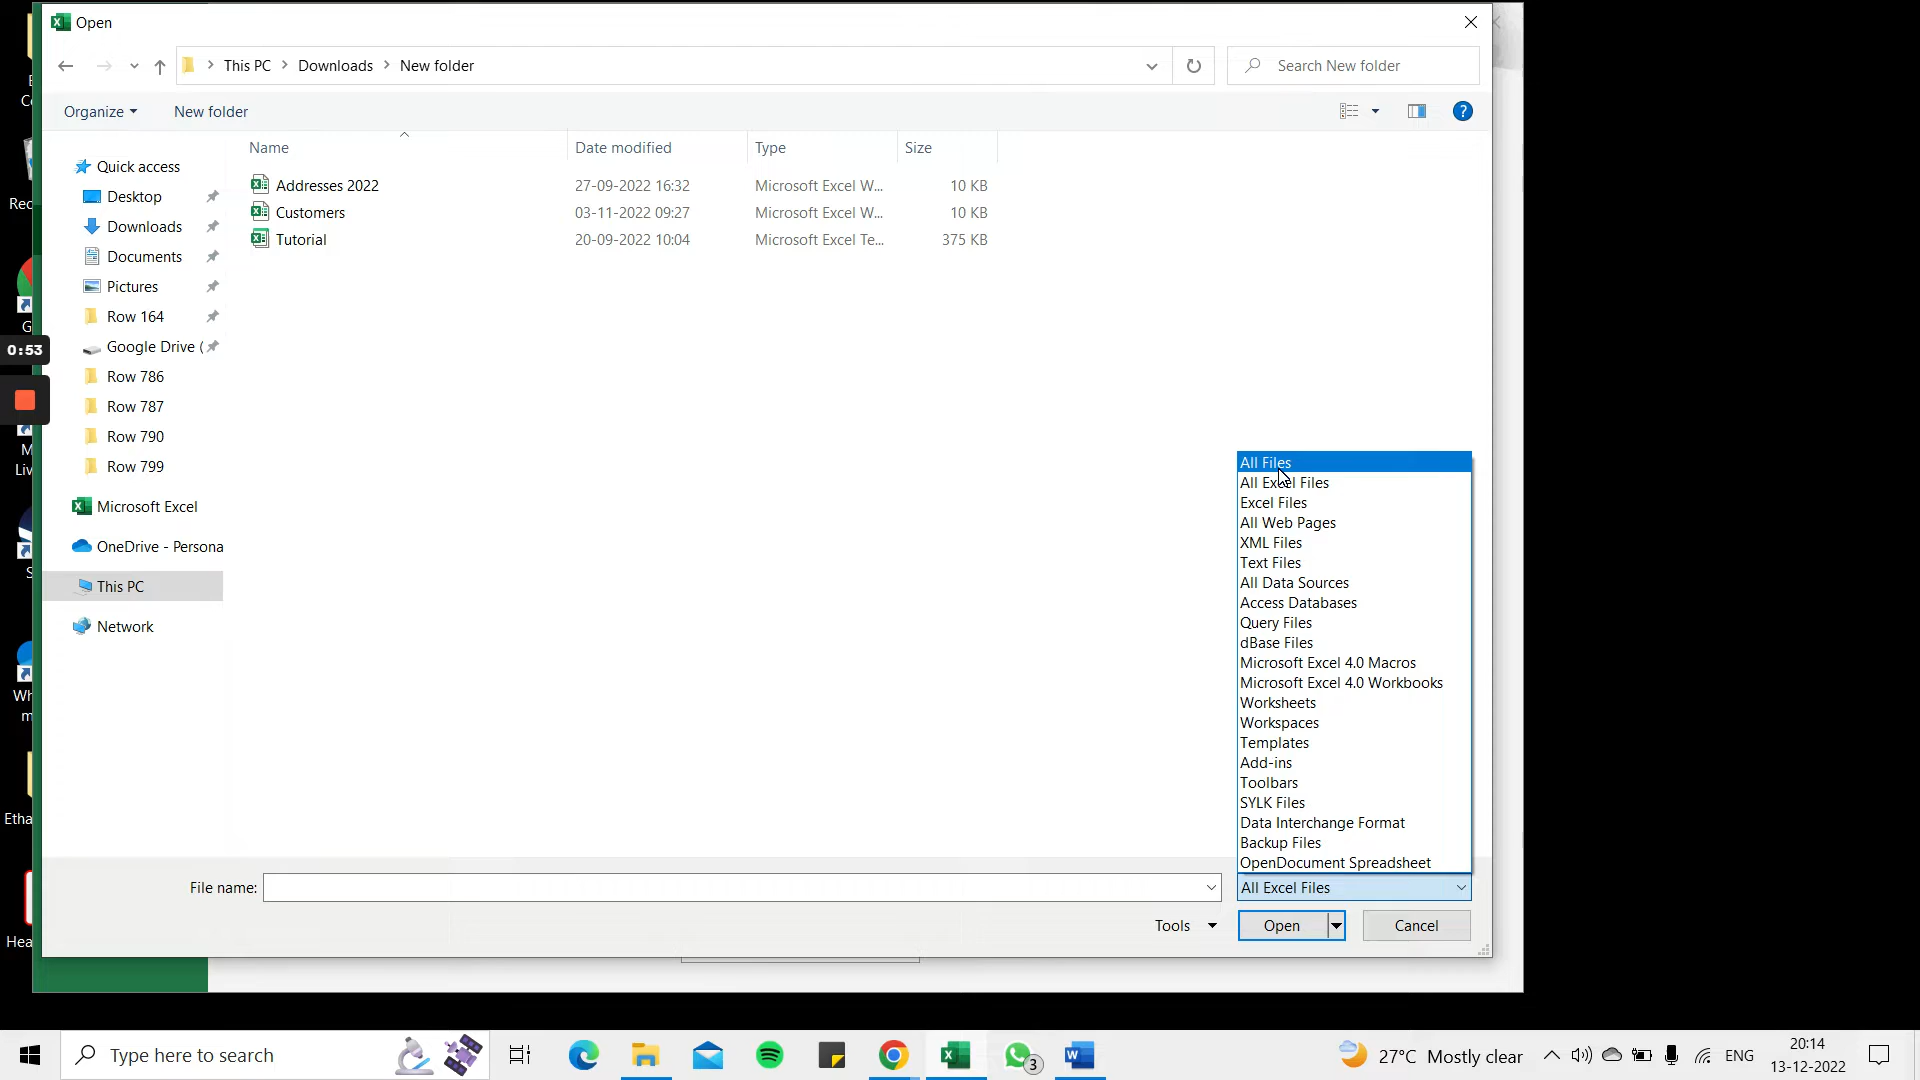 Open
This PC > Downloads > New folder
Search New folder
Organize
New folder
Name
Date modified
Type
Size
Addresses 2022 27-09-2022 16:32 Microsoft Excel W... 10 KB
Customers 03-11-2022 09:27 Microsoft Excel W... 10 KB
Tutorial 20-09-2022 10:04 Microsoft Excel Te... 375 KB
Quick access
Desktop
Downloads
Documents
Pictures
Row 164
Google Drive (
Row 786
Row 787
Row 790
Row 799
Microsoft Excel
OneDrive - Persona
This PC
Network
0:53
All Files
All Excel Files
Excel Files
All Web Pages
XML Files
Text Files
All Data Sources
Access Databases
Query Files
dBase Files
Microsoft Excel 4.0 Macros
Microsoft Excel 4.0 Workbooks
Worksheets
Workspaces
Templates
Add-ins
Toolbars
SYLK Files
Data Interchange Format
Backup Files
OpenDocument Spreadsheet
File name:
All Excel Files
Tools
Open
Cancel
Rec
G
M
Liv
Wh
m
Etha
Hea
Type here to search
3
27°C Mostly clear
ENG
20:14
13-12-2022